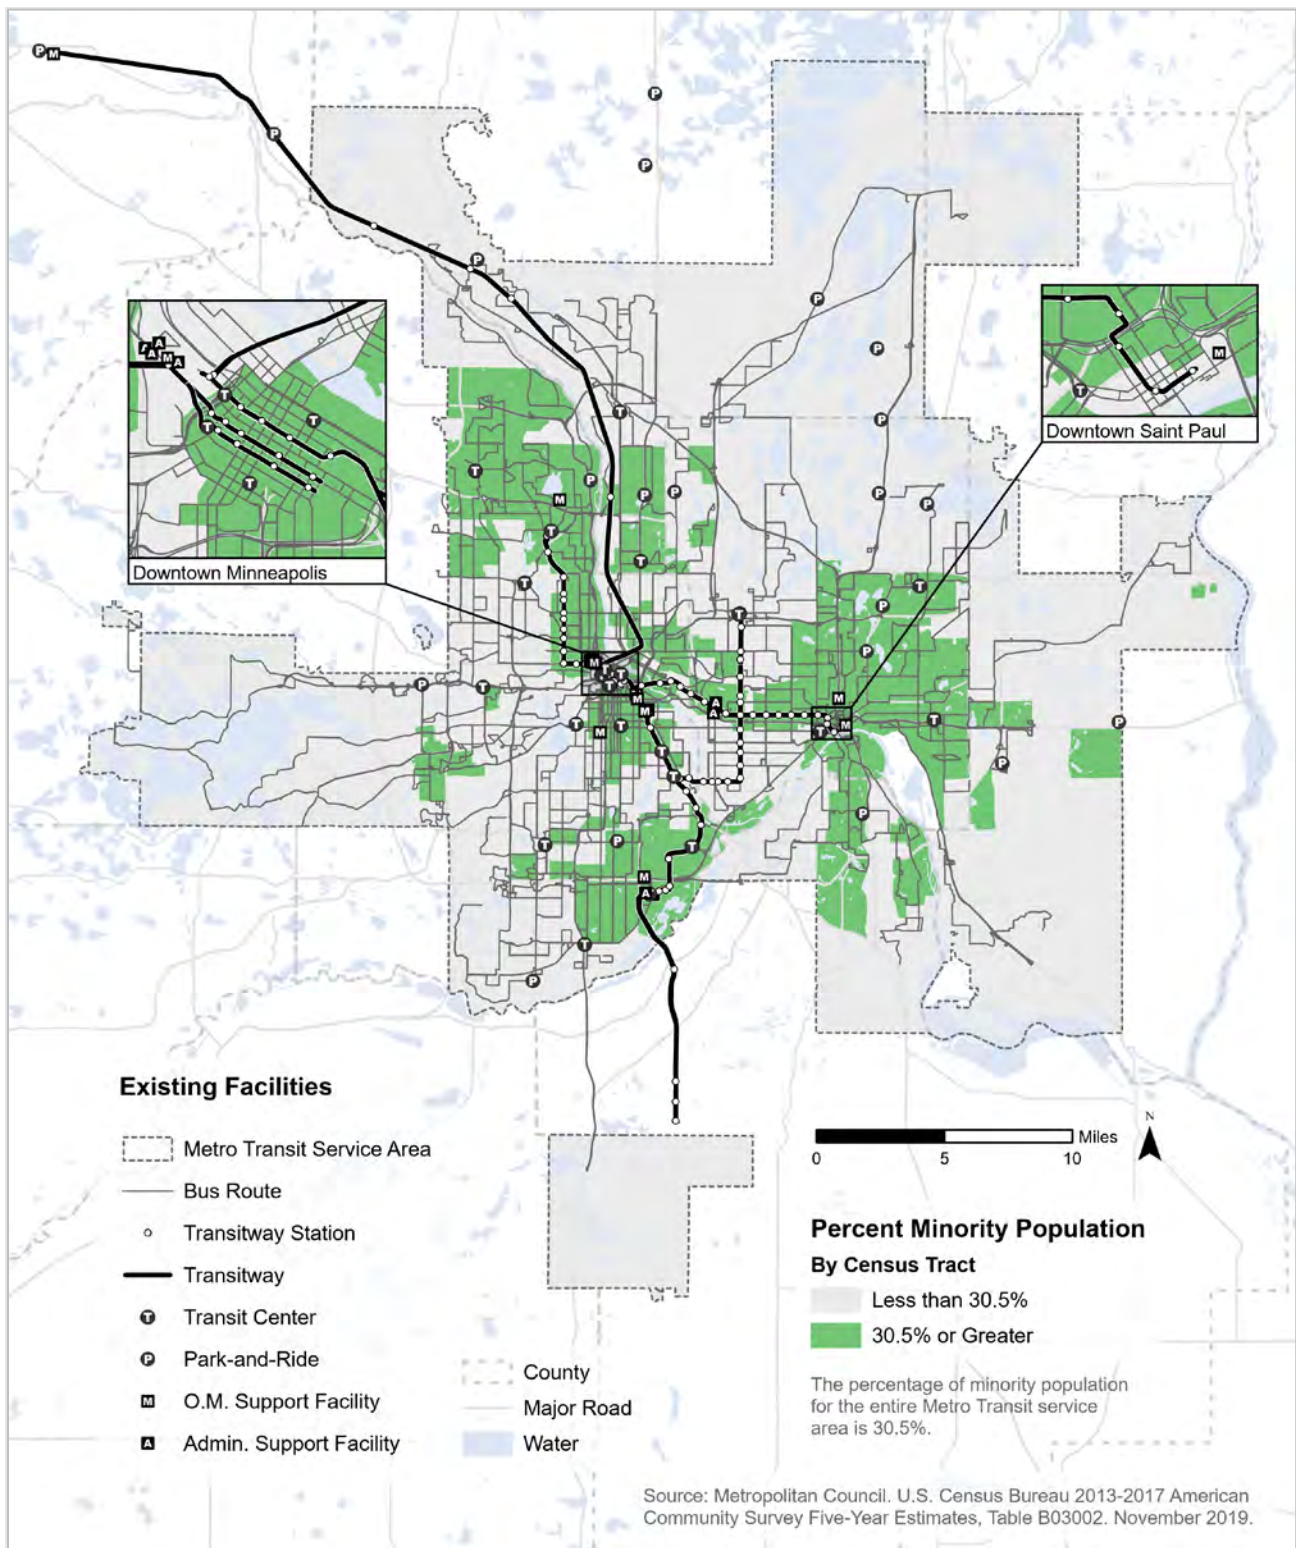 P
M
P
P
P
P
P
P
P
P
T
Downtown Minneapolis
A
A
A
M
A
T
T
T
T
Downtown Saint Paul
M
T
T
M
P
P
P
P
P
T
T
T
T
T
P
P
M
T
P
T
T
T
M
A
A
M
M
M
T
T
M
M
T
T
P
P
T
T
P
T
P
T
M
A
T
P
Existing Facilities
Metro Transit Service Area
Bus Route
Transitway Station
Transitway
T Transit Center
P Park-and-Ride
M O.M. Support Facility
A Admin. Support Facility
County
Major Road
Water
N
Miles
0 5 10
Percent Minority Population
By Census Tract
Less than 30.5%
30.5% or Greater
The percentage of minority population
for the entire Metro Transit service
area is 30.5%.
Source: Metropolitan Council. U.S. Census Bureau 2013-2017 American
Community Survey Five-Year Estimates, Table B03002. November 2019.